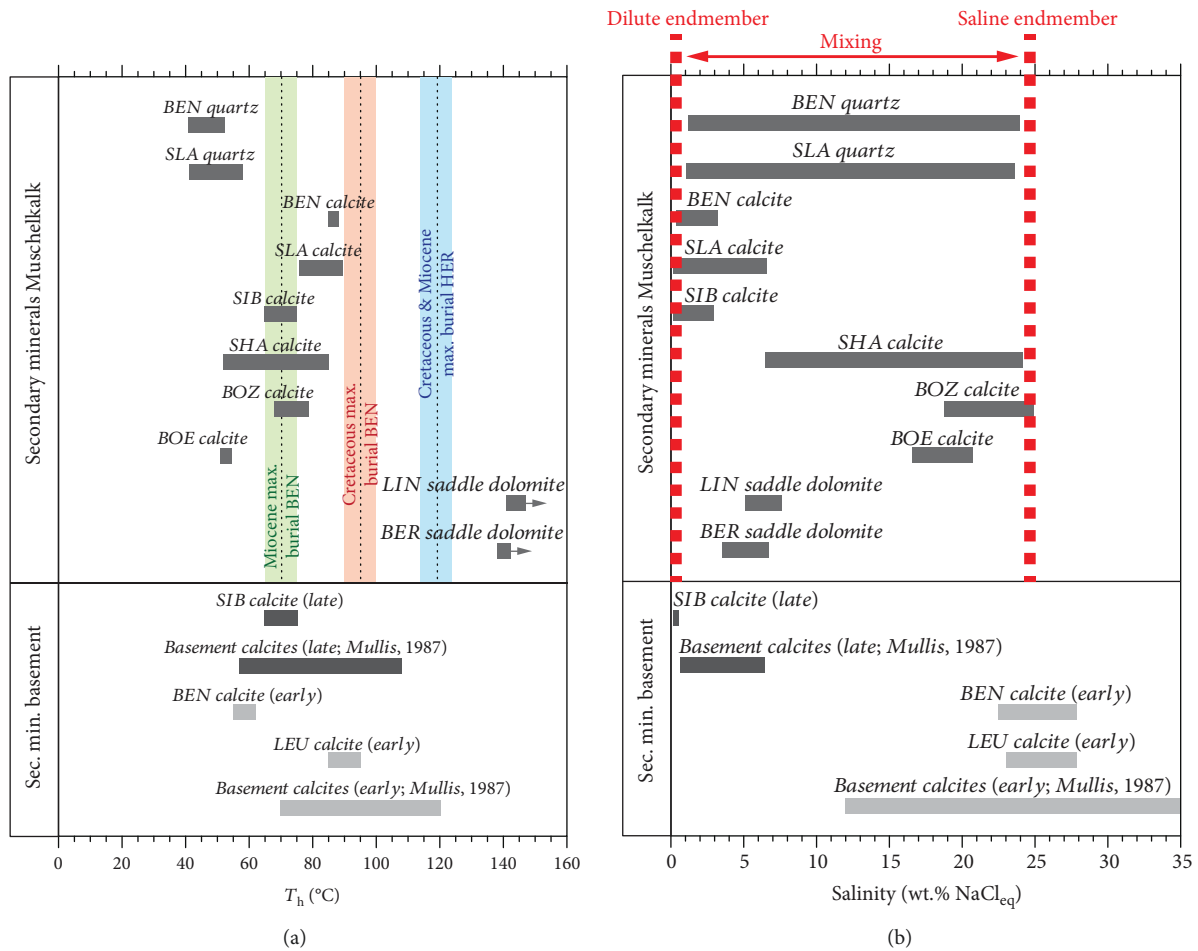 Dilute endmember
Saline endmember
Mixing
Secondary minerals Muschelkalk
BEN quartz
SLA quartz
BEN calcite
SLA calcite
SIB calcite
SHA calcite
BOZ calcite
BOE calcite
LIN saddle dolomite
BER saddle dolomite
Miocene max.
burial BEN
Cretaceous max.
burial BEN
Cretaceous & Miocene
max. burial HER
Sec. min. basement
SIB calcite (late)
Basement calcites (late; Mullis, 1987)
BEN calcite (early)
LEU calcite (early)
Basement calcites (early; Mullis, 1987)
0 20 40 60 80 100 120 140 160
Th (°C)
(a)
Secondary minerals Muschelkalk
BEN quartz
SLA quartz
BEN calcite
SLA calcite
SIB calcite
SHA calcite
BOZ calcite
BOE calcite
LIN saddle dolomite
BER saddle dolomite
Sec. min. basement
SIB calcite (late)
Basement calcites (late; Mullis, 1987)
BEN calcite (early)
LEU calcite (early)
Basement calcites (early; Mullis, 1987)
0 5 10 15 20 25 30 35
Salinity (wt.% NaCleq)
(b)